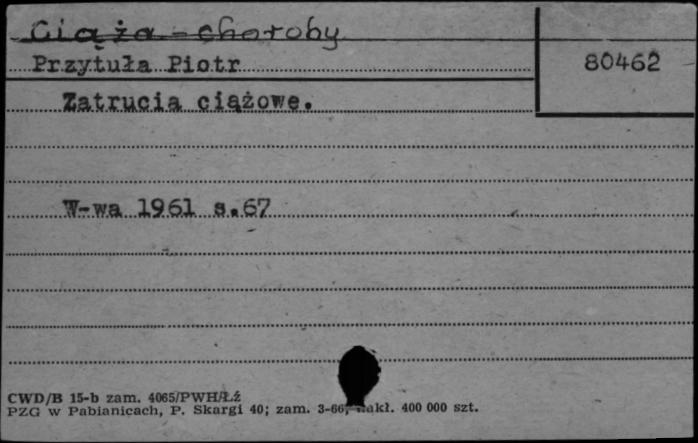 Ciąża - choroby
Przytuła Piotr
80462
Zatrucia ciążowe.
W-wa 1961 s.67
CWD/B 15-b zam. 4065/PWH/Łź
PZG w Pabianicach, P. Skargi 40; zam. 3-66, nakł. 400 000 szt.